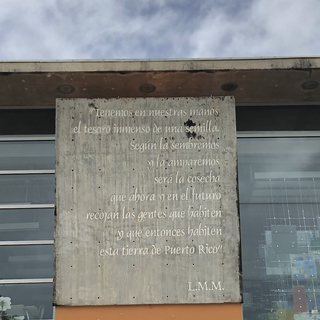 "Tenemos en nuestras manos
el tesoro inmenso de una semilla.
Según la sembremos
y la amparemos
será la cosecha
que ahora y en el futuro
recojan las gentes que habiten
y que entonces habiten
esta tierra de Puerto Rico"
L.M.M.